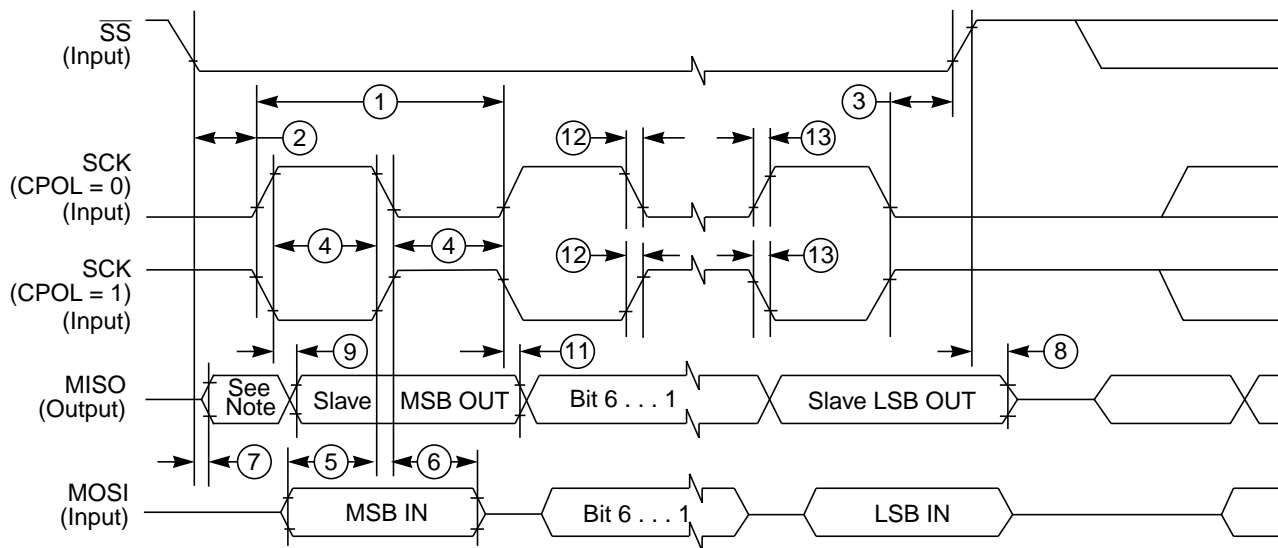 SS
(Input)
1
3
2
12
13
SCK
(CPOL = 0)
(Input)
4
4
12
13
SCK
(CPOL = 1)
(Input)
9
11
8
MISO
(Output)
See
Note
Slave
MSB OUT
Bit 6 . . . 1
Slave LSB OUT
7
5
6
MOSI
(Input)
MSB IN
Bit 6 . . . 1
LSB IN